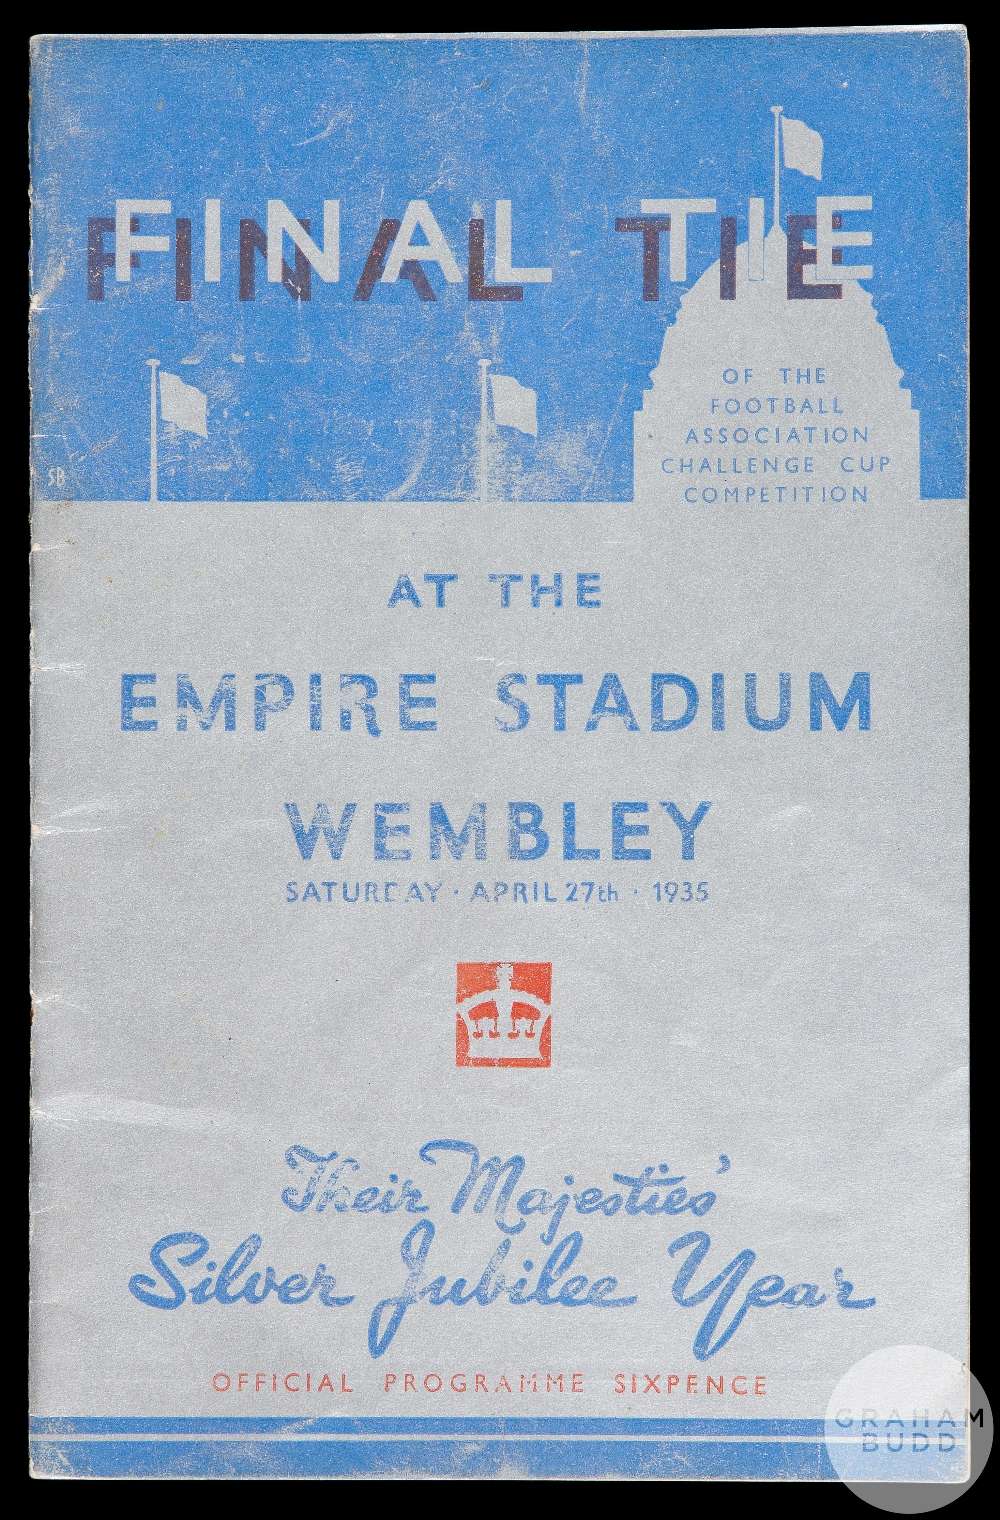 FINAL TIE
OF THE
FOOTBALL
ASSOCIATION
CHALLENGE CUP
COMPETITION
SB
AT THE
EMPIRE STADIUM
WEMBLEY
SATURDAY · APRIL 27th · 1935
Their Majesties'
Silver Jubilee Year
OFFICIAL PROGRAMME SIXPENCE
GRAHAM
BUDD